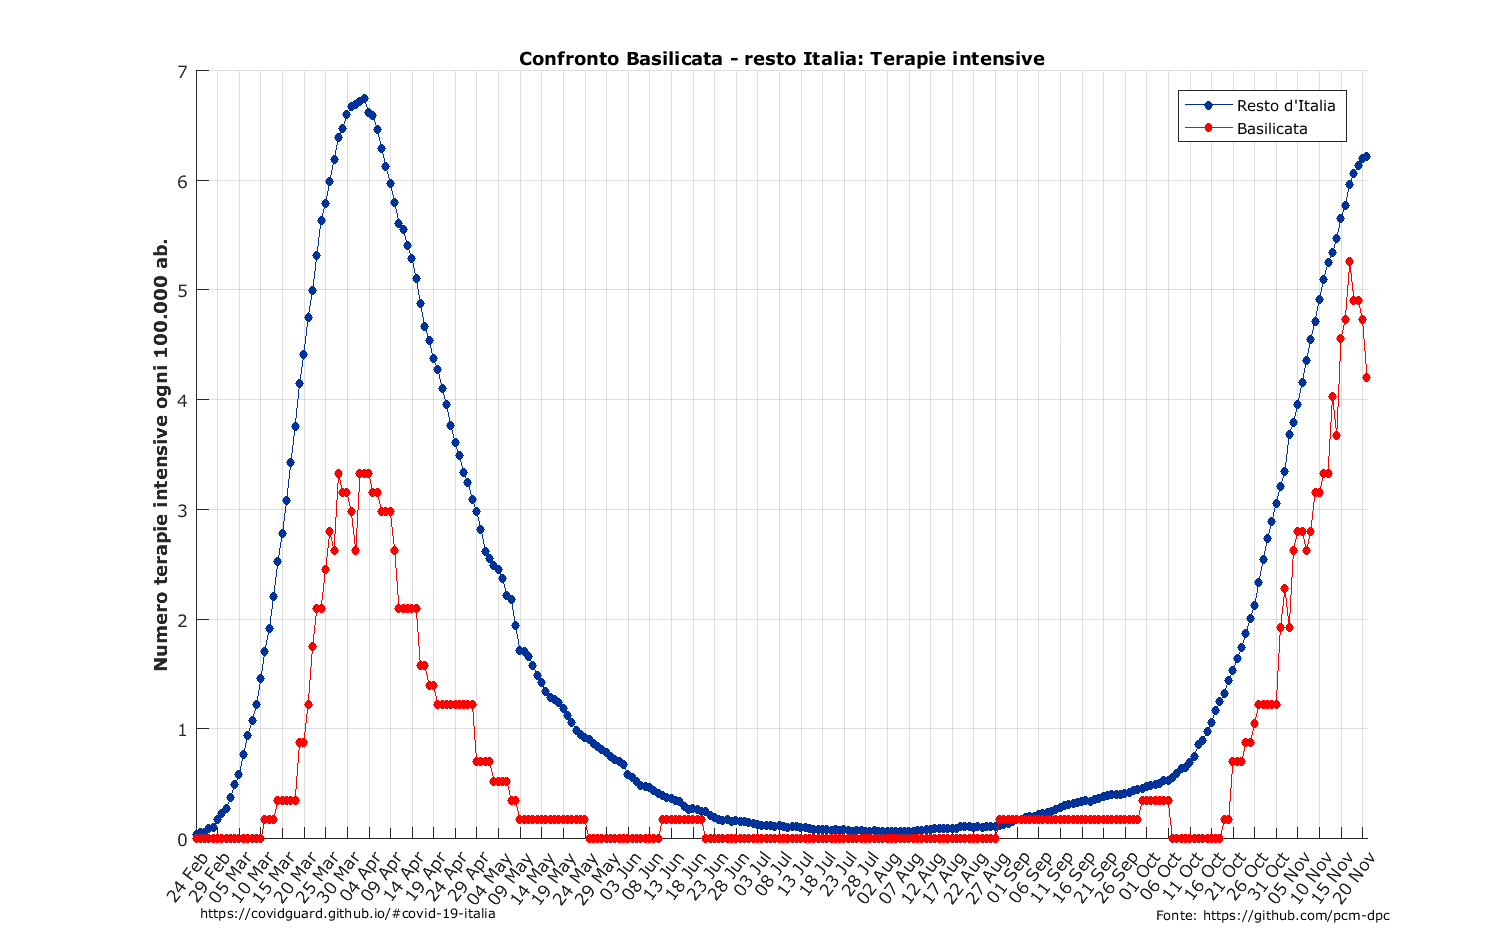 Confronto Basilicata - resto Italia: Terapie intensive
Numero terapie intensive ogni 100.000 ab.
7
6
5
4
3
2
1
0
Resto d'Italia
Basilicata
24 Feb
29 Feb
05 Mar
10 Mar
15 Mar
20 Mar
25 Mar
30 Mar
04 Apr
09 Apr
14 Apr
19 Apr
24 Apr
29 Apr
04 May
09 May
14 May
19 May
24 May
29 May
03 Jun
08 Jun
13 Jun
18 Jun
23 Jun
28 Jun
03 Jul
08 Jul
13 Jul
18 Jul
23 Jul
28 Jul
02 Aug
07 Aug
12 Aug
17 Aug
22 Aug
27 Aug
01 Sep
06 Sep
11 Sep
16 Sep
21 Sep
26 Sep
01 Oct
06 Oct
11 Oct
16 Oct
21 Oct
26 Oct
31 Oct
05 Nov
10 Nov
15 Nov
20 Nov
https://covidguard.github.io/#covid-19-italia
Fonte: https://github.com/pcm-dpc